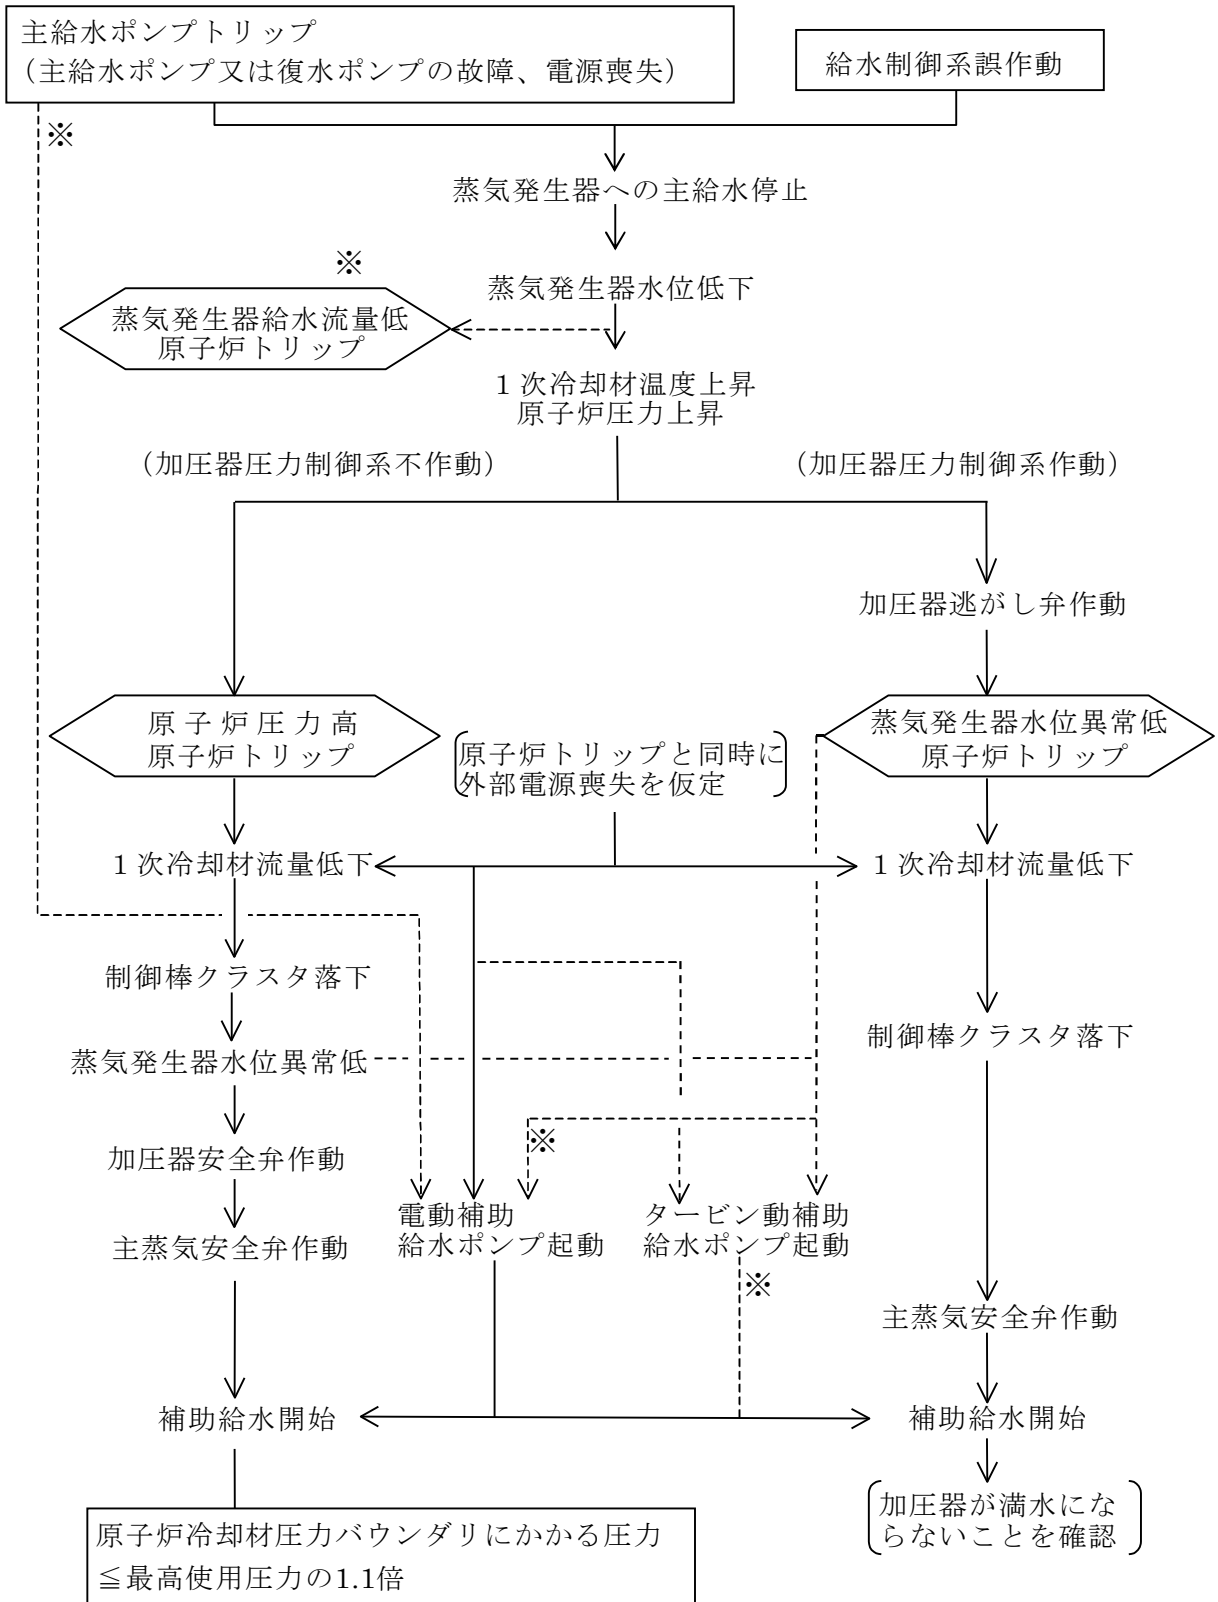 主給水ポンプトリップ
（主給水ポンプ又は復水ポンプの故障、電源喪失）
給水制御系誤作動
※
蒸気発生器への主給水停止
※
蒸気発生器水位低下
蒸気発生器給水流量低
原子炉トリップ
1次冷却材温度上昇
原子炉圧力上昇
（加圧器圧力制御系不作動）
（加圧器圧力制御系作動）
加圧器逃がし弁作動
原子炉圧力高
原子炉トリップ
原子炉トリップと同時に
外部電源喪失を仮定
蒸気発生器水位異常低
原子炉トリップ
1次冷却材流量低下
1次冷却材流量低下
制御棒クラスタ落下
制御棒クラスタ落下
蒸気発生器水位異常低
※
加圧器安全弁作動
電動補助
給水ポンプ起動
タービン動補助
給水ポンプ起動
主蒸気安全弁作動
※
主蒸気安全弁作動
補助給水開始
補助給水開始
加圧器が満水にな
らないことを確認
原子炉冷却材圧力バウンダリにかかる圧力
≦最高使用圧力の1.1倍